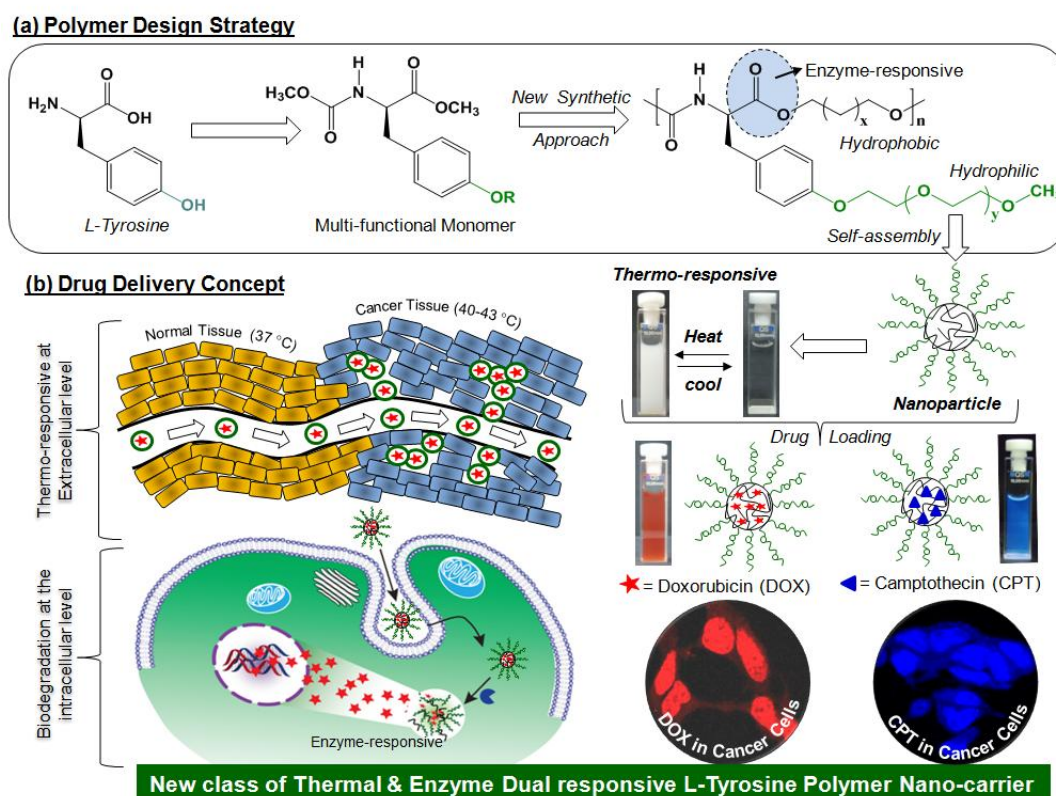 (a) Polymer Design Strategy
O
H2N
OH
OH
L-Tyrosine
H
N
O
H3CO
OCH3
O
OR
Multi-functional Monomer
New Synthetic
Approach
H
N
O
Enzyme-responsive
O
O
x
n
O
Hydrophobic
Hydrophilic
O
O
y
O
CH3
Self-assembly
(b) Drug Delivery Concept
Thermo-responsive at
Extracellular level
Normal Tissue (37 °C)
Cancer Tissue (40-43 °C)
Thermo-responsive
Heat
cool
Nanoparticle
Drug Loading
= Doxorubicin (DOX)
= Camptothecin (CPT)
Biodegradation at the
intracellular level
Enzyme-responsive
DOX in Cancer Cells
CPT in Cancer Cells
New class of Thermal & Enzyme Dual responsive L-Tyrosine Polymer Nano-carrier